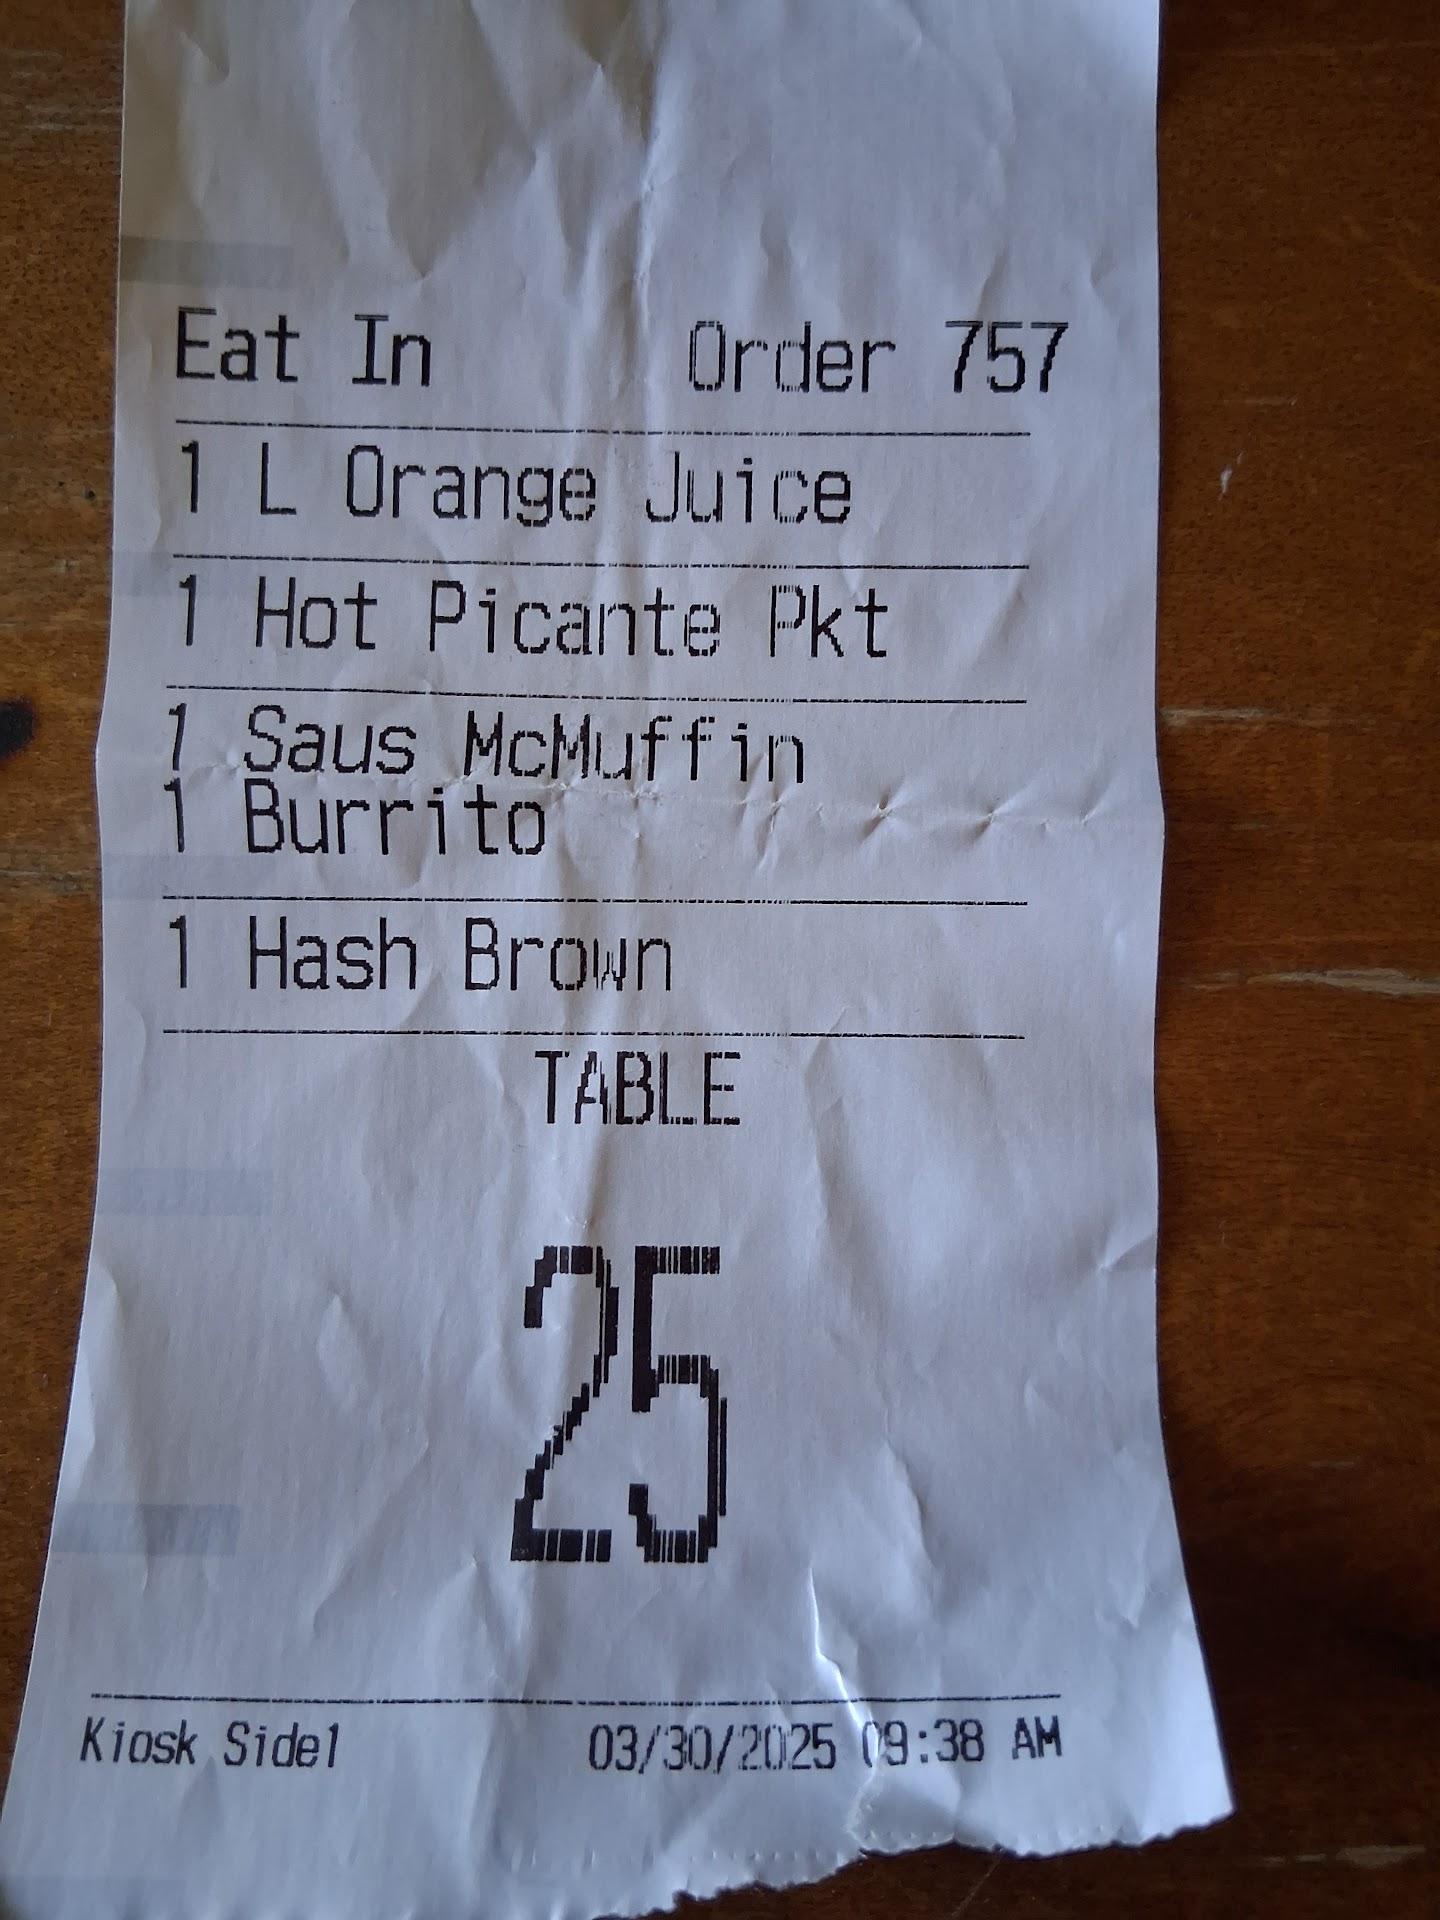 Eat In Order 757
1 L Orange Juice
1 Hot Picante Pkt
1 Saus McMuffin
1 Burrito
1 Hash Brown
TABLE
25
Kiosk Side1 03/30/2025 09:38 AM